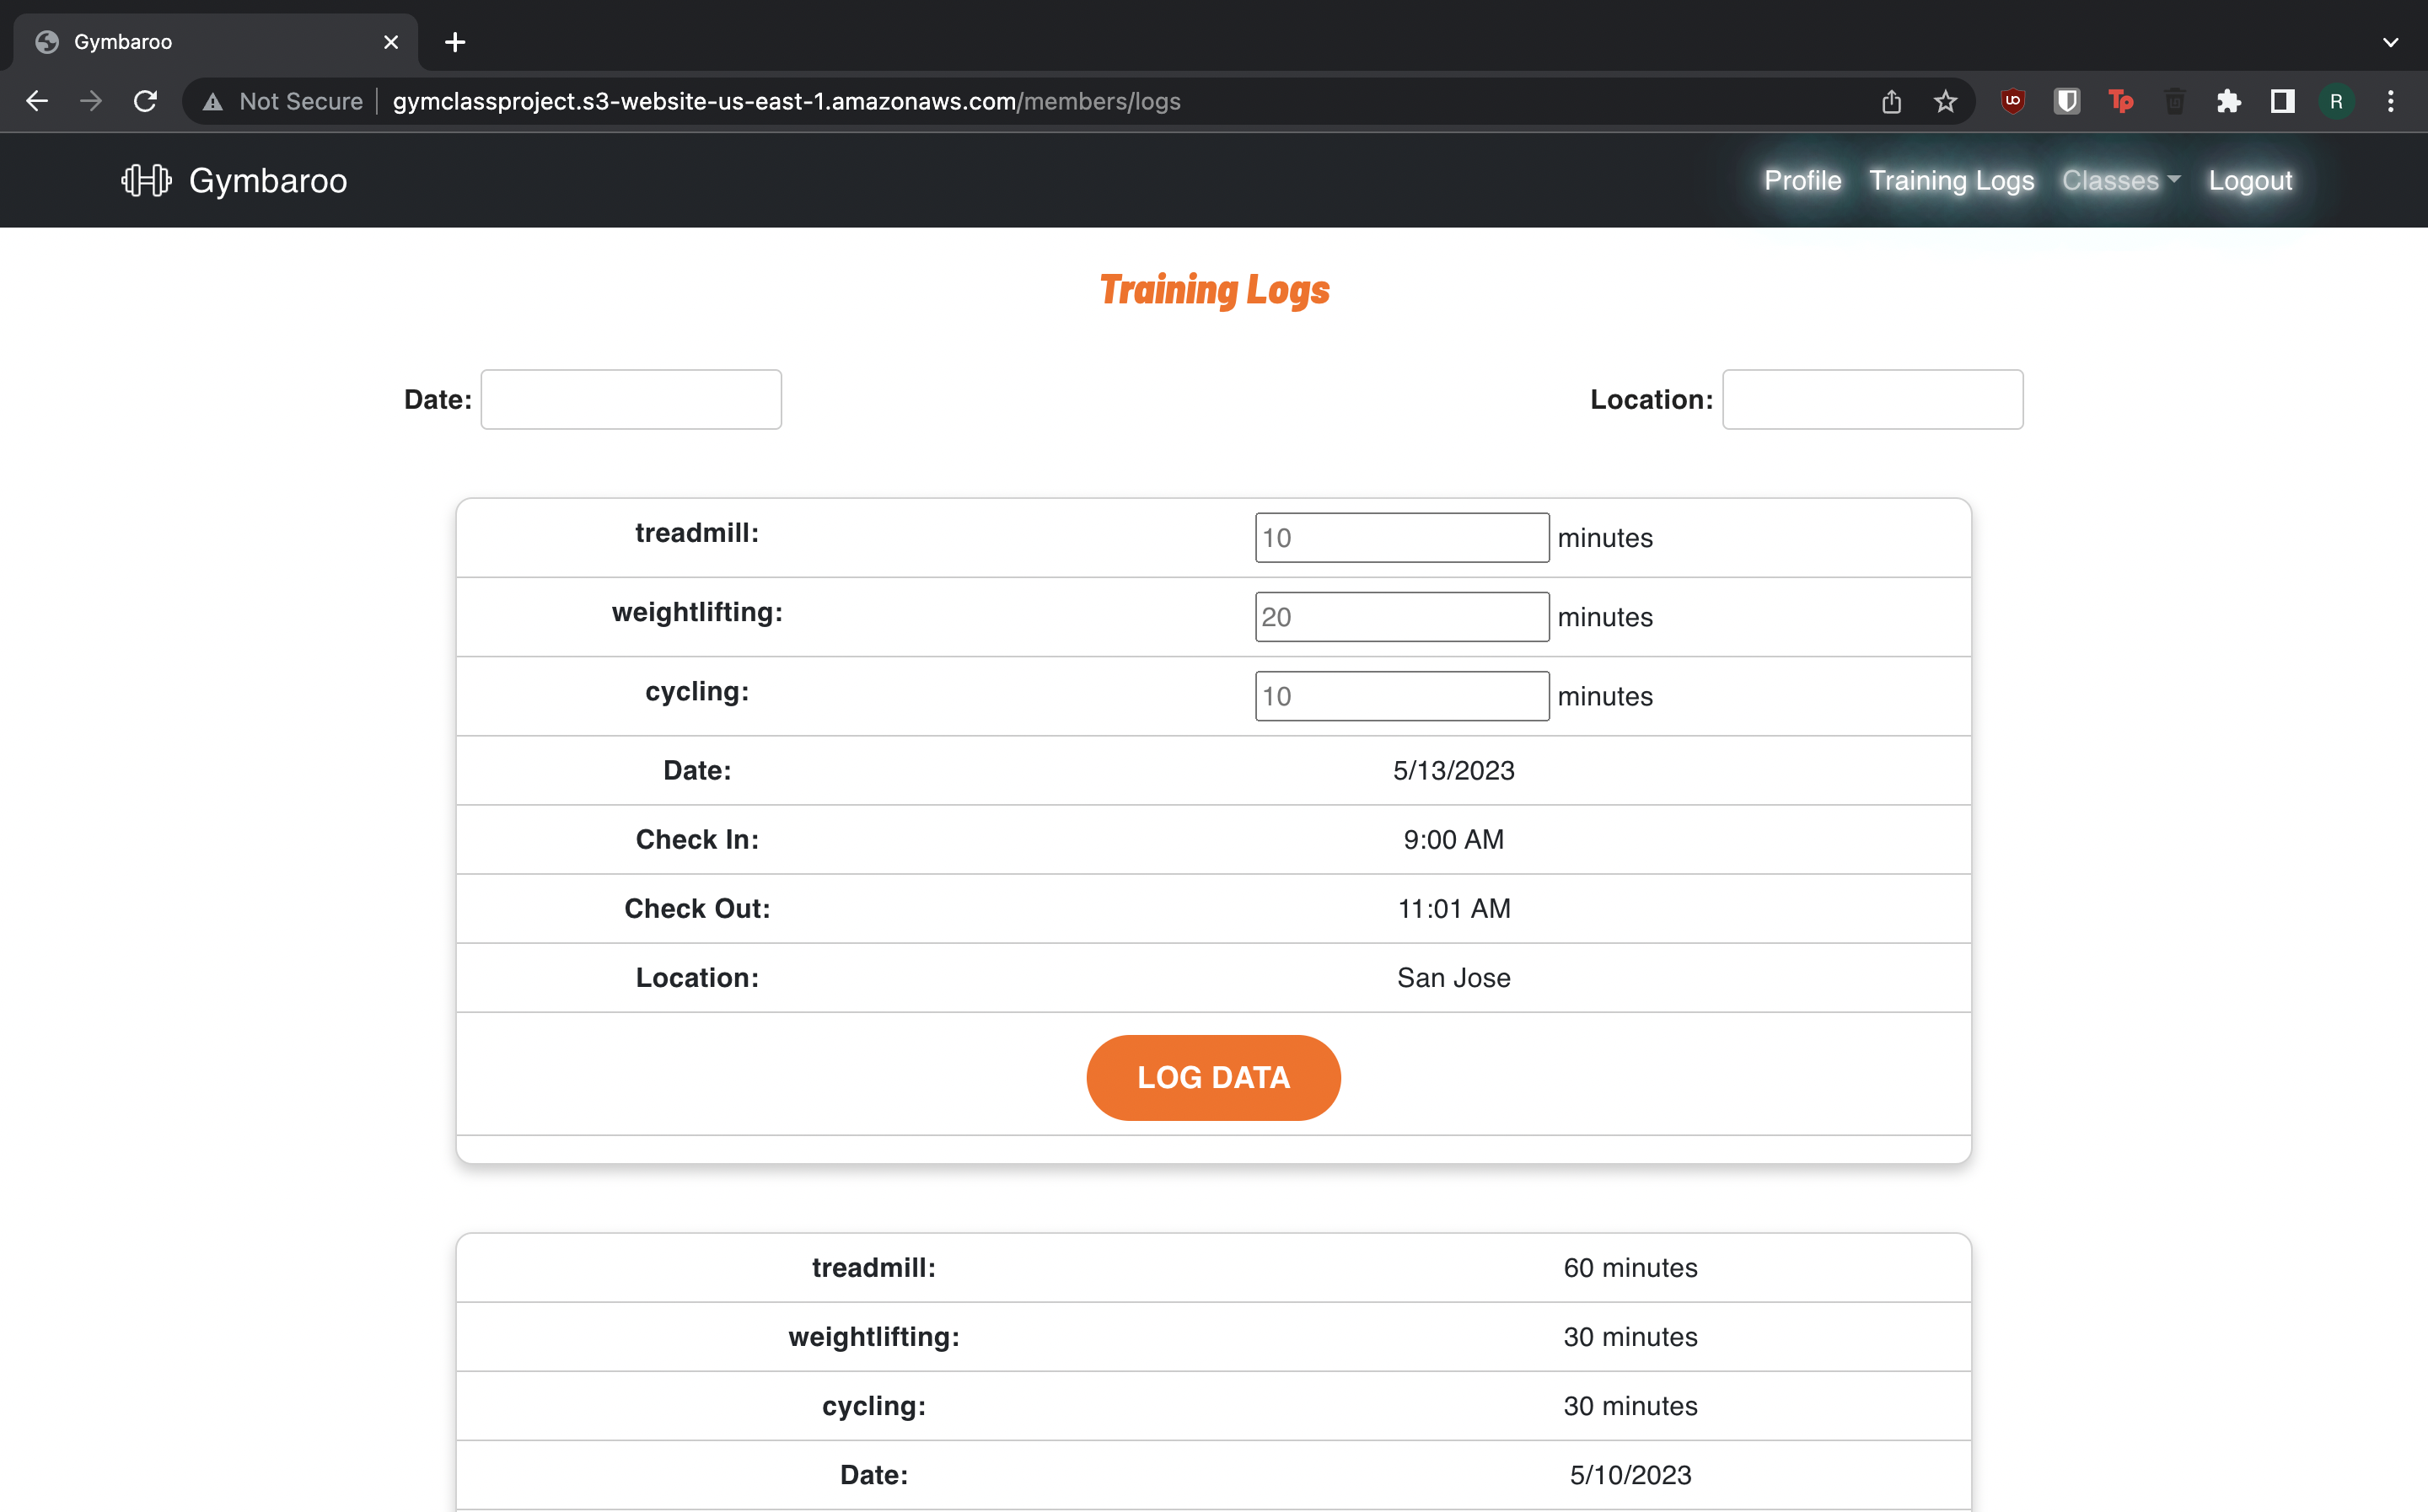 Gymbaroo
Not Secure gymclassproject.s3-website-us-east-1.amazonaws.com/members/logs
Tp
R
Gymbaroo
Profile Training Logs Classes Logout
Training Logs
Date: Location:
treadmill: 10 minutes
weightlifting: 20 minutes
cycling: 10 minutes
Date: 5/13/2023
Check In: 9:00 AM
Check Out: 11:01 AM
Location: San Jose
LOG DATA
treadmill: 60 minutes
weightlifting: 30 minutes
cycling: 30 minutes
Date: 5/10/2023